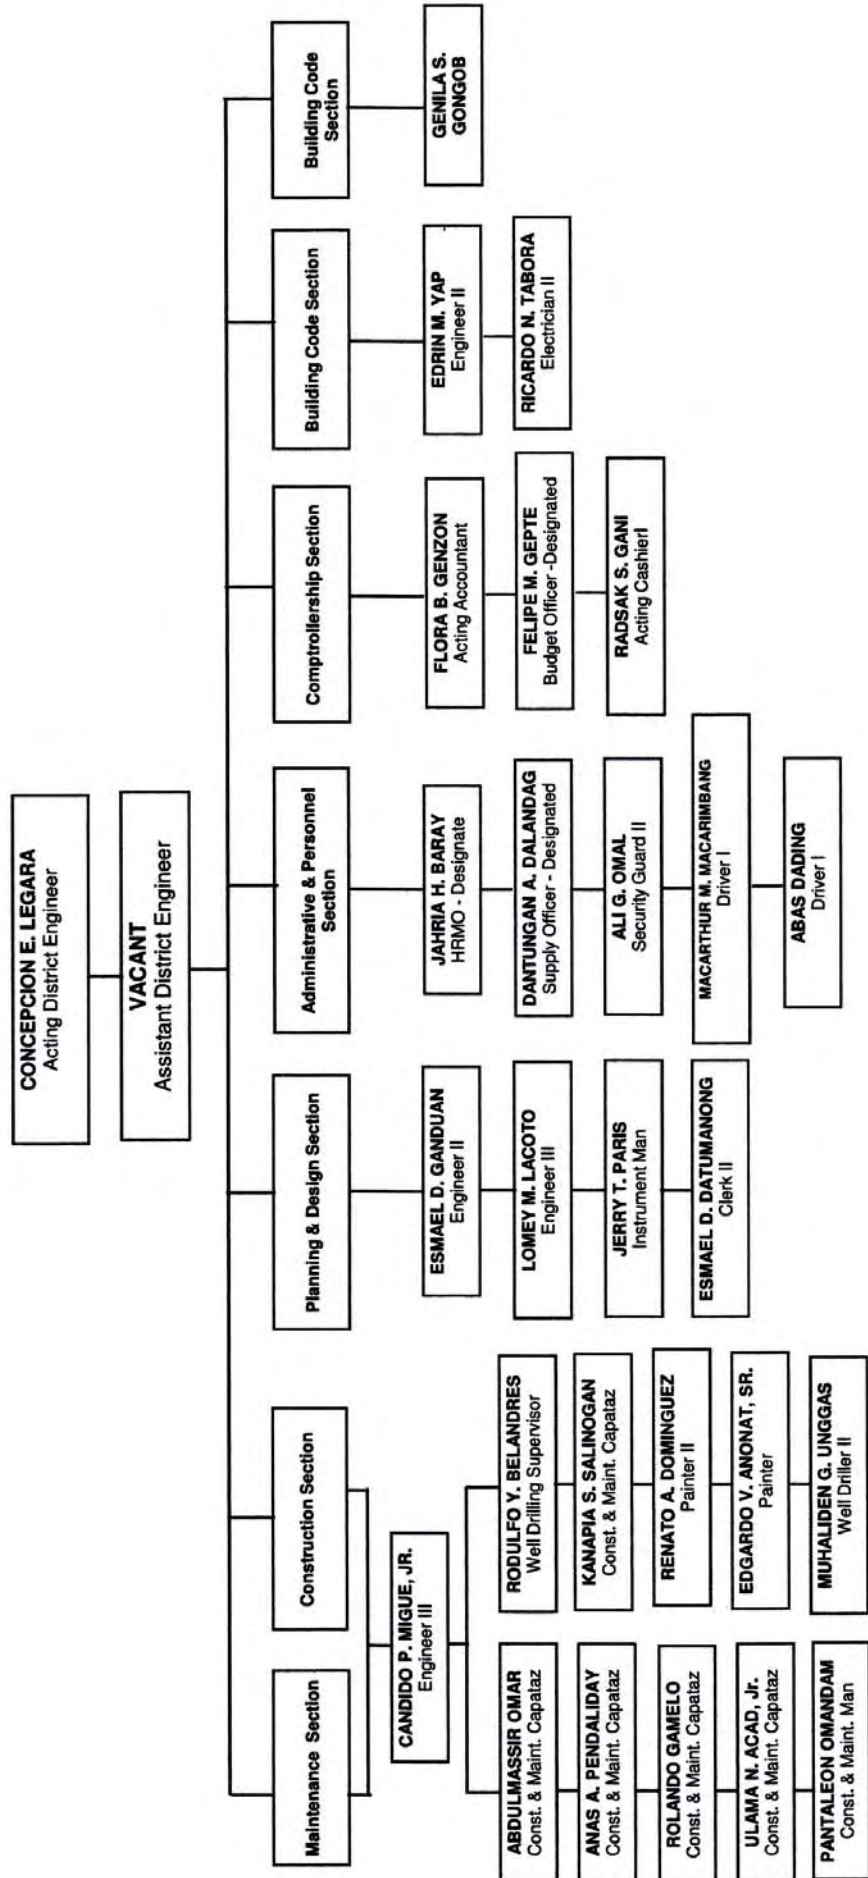 CONCEPCION E. LEGARA
Acting District Engineer
VACANT
Assistant District Engineer
Maintenance Section
Construction Section
Planning & Design Section
Administrative & Personnel
Section
Comptrollership Section
Building Code Section
Building Code
Section
CANDIDO P. MIGUE, JR.
Engineer III
ABDULMASSIR OMAR
Const. & Maint. Capataz
ANAS A. PENDALIDAY
Const. & Maint. Capataz
ROLANDO GAMELO
Const. & Maint. Capataz
ULAMA N. ACAD, Jr.
Const. & Maint. Capataz
PANTALEON OMANDAM
Const. & Maint. Man
RODULFO Y. BELANDRES
Well Drilling Supervisor
KANAPIA S. SALINOGAN
Const. & Maint. Capataz
RENATO A. DOMINGUEZ
Painter II
EDGARDO V. ANONAT, SR.
Painter
MUHALIDEN G. UNGGAS
Well Driller II
ESMAEL D. GANDUAN
Engineer II
LOMEY M. LACOTO
Engineer III
JERRY T. PARIS
Instrument Man
ESMAEL D. DATUMANONG
Clerk II
JAHRIA H. BARAY
HRMO - Designate
DANTUNGAN A. DALANDAG
Supply Officer - Designated
ALI G. OMAL
Security Guard II
MACARTHUR M. MACARIMBANG
Driver I
ABAS DADING
Driver I
FLORA B. GENZON
Acting Accountant
FELIPE M. GEPTE
Budget Officer -Designated
RADSAK S. GANI
Acting CashierI
EDRIN M. YAP
Engineer II
RICARDO N. TABORA
Electrician II
GENILA S.
GONGOB